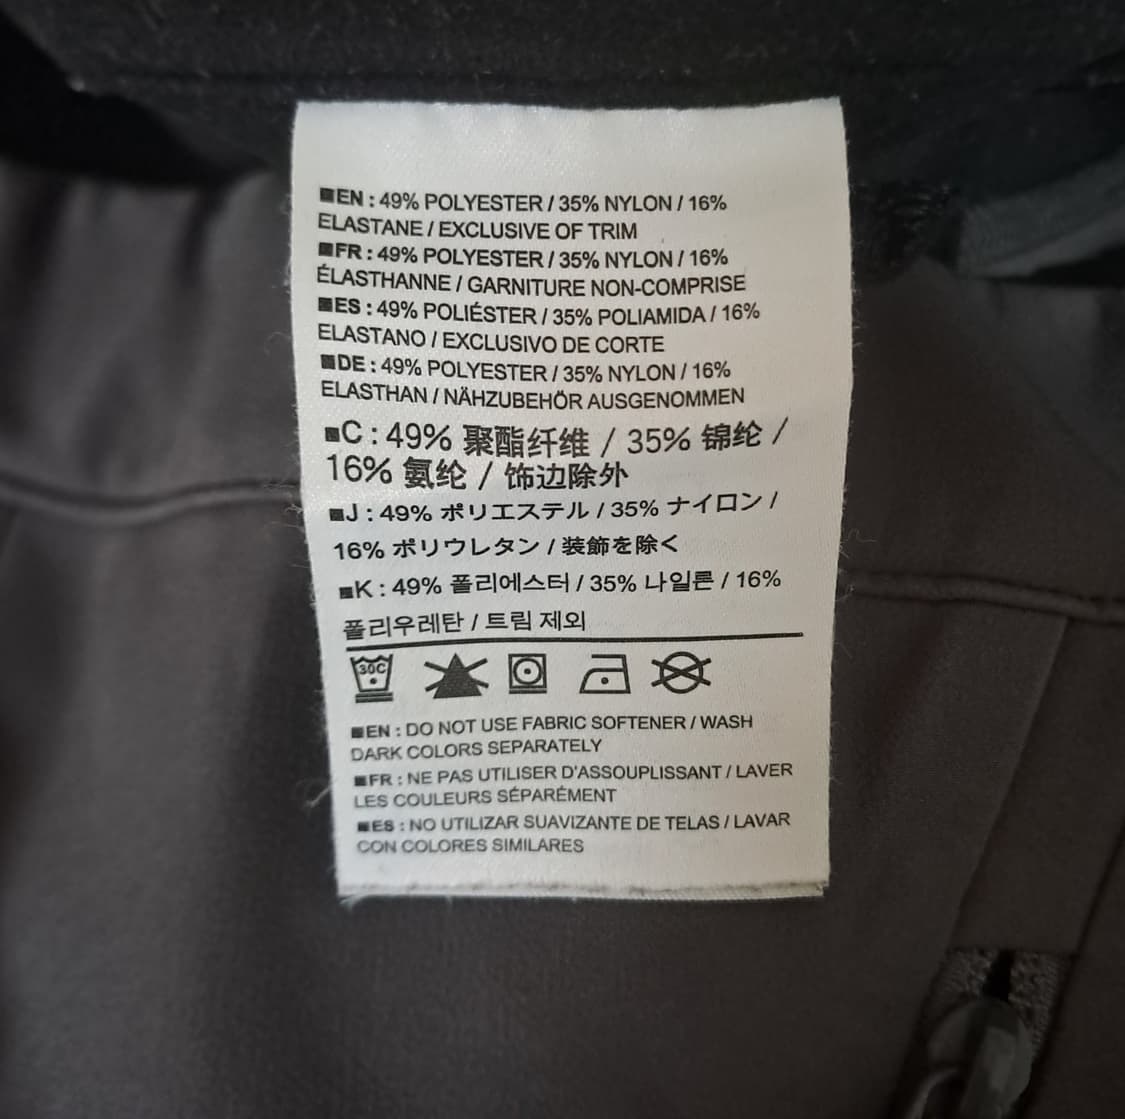 ■EN : 49% POLYESTER / 35% NYLON / 16%
ELASTANE / EXCLUSIVE OF TRIM
■FR : 49% POLYESTER / 35% NYLON / 16%
ÉLASTHANNE / GARNITURE NON-COMPRISE
■ES : 49% POLIÉSTER / 35% POLIAMIDA / 16%
ELASTANO / EXCLUSIVO DE CORTE
■DE : 49% POLYESTER / 35% NYLON / 16%
ELASTHAN / NÄHZUBEHÖR AUSGENOMMEN
■C : 49% 聚酯纤维 / 35% 锦纶 /
16% 氨纶 / 饰边除外
■J : 49% ポリエステル / 35% ナイロン /
16% ポリウレタン / 装飾を除く
■K : 49% 폴리에스터 / 35% 나일론 / 16%
폴리우레탄 / 트림 제외
30C
■EN : DO NOT USE FABRIC SOFTENER / WASH
DARK COLORS SEPARATELY
■FR : NE PAS UTILISER D'ASSOUPLISSANT / LAVER
LES COULEURS SÉPARÉMENT
■ES : NO UTILIZAR SUAVIZANTE DE TELAS / LAVAR
CON COLORES SIMILARES